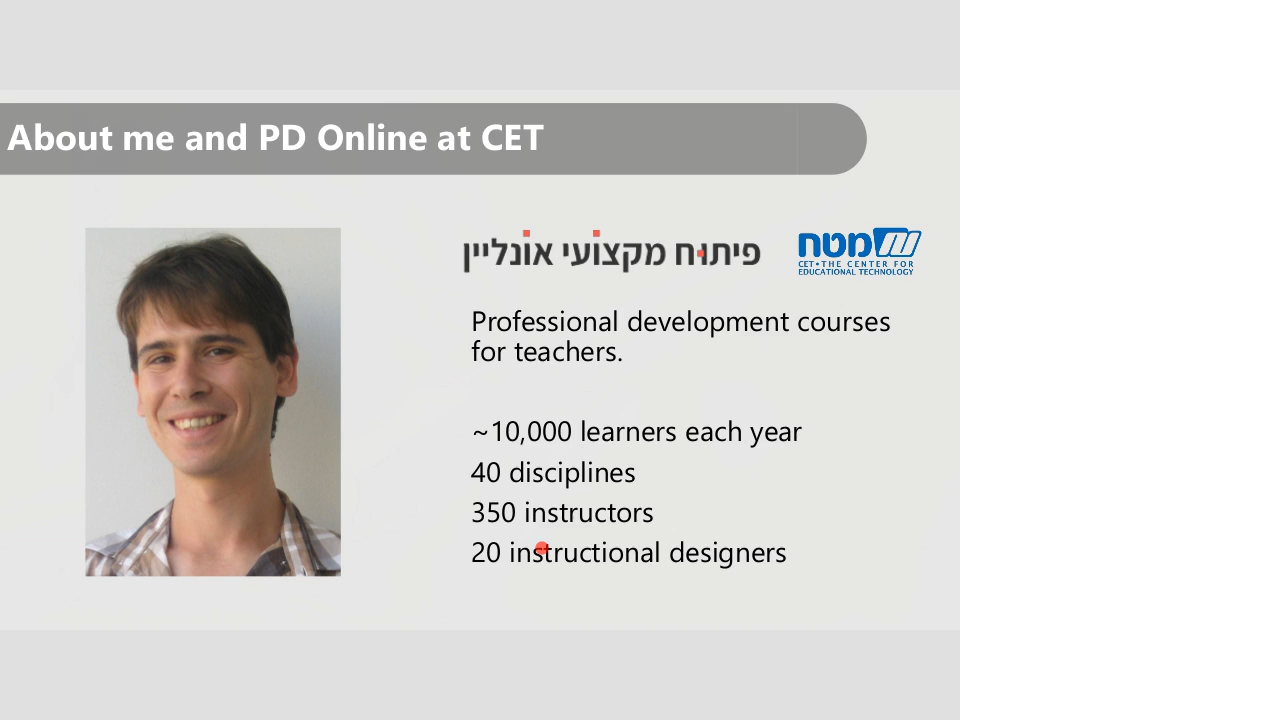 About me and PD Online at CET
פיתוח מקצועי אונליין
מטח
CET•THE CENTER FOR
EDUCATIONAL TECHNOLOGY
Professional development courses
for teachers.
~10,000 learners each year
40 disciplines
350 instructors
20 instructional designers